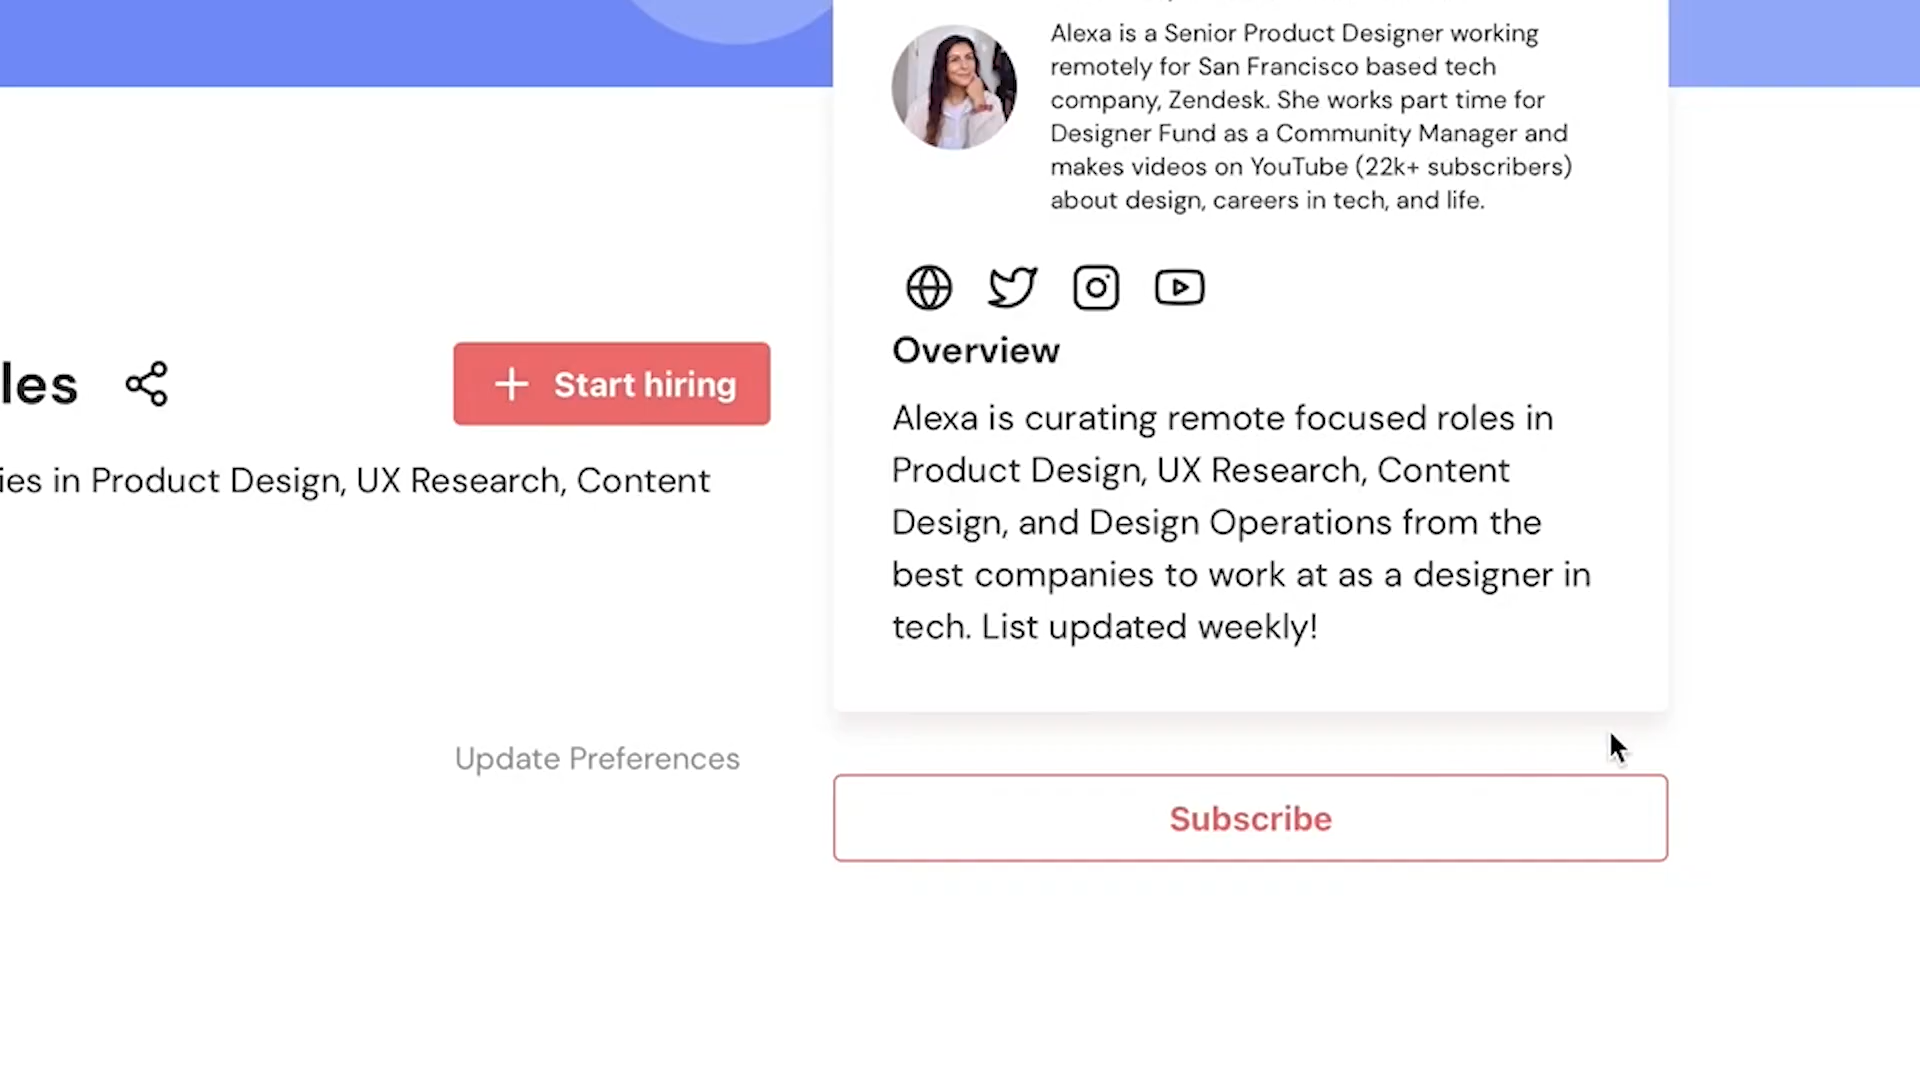 Alexa is a Senior Product Designer working
remotely for San Francisco based tech
company, Zendesk. She works part time for
Designer Fund as a Community Manager and
makes videos on YouTube (22k+ subscribers)
about design, careers in tech, and life.
les
Start hiring
ies in Product Design, UX Research, Content
Update Preferences
Overview
Alexa is curating remote focused roles in
Product Design, UX Research, Content
Design, and Design Operations from the
best companies to work at as a designer in
tech. List updated weekly!
Subscribe